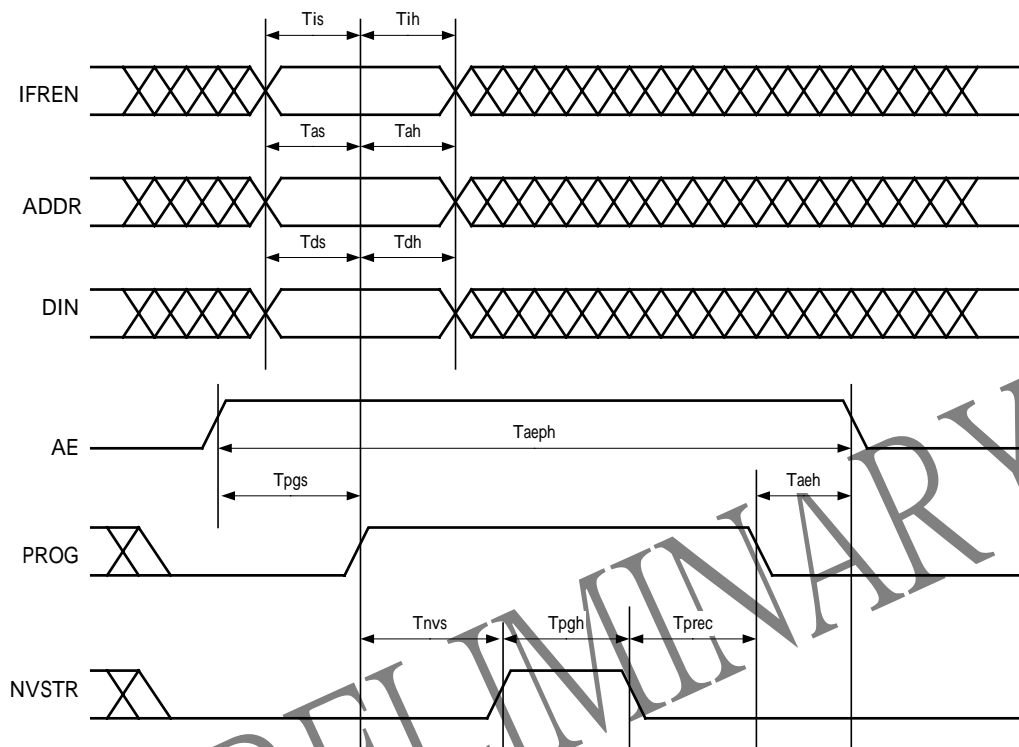 Tis Tih
IFREN
Tas Tah
ADDR
Tds Tdh
DIN
AE
Taeph
Tpgs Taeh
PROG
Tnvs Tpgh Tprec
NVSTR
PRELIMINARY